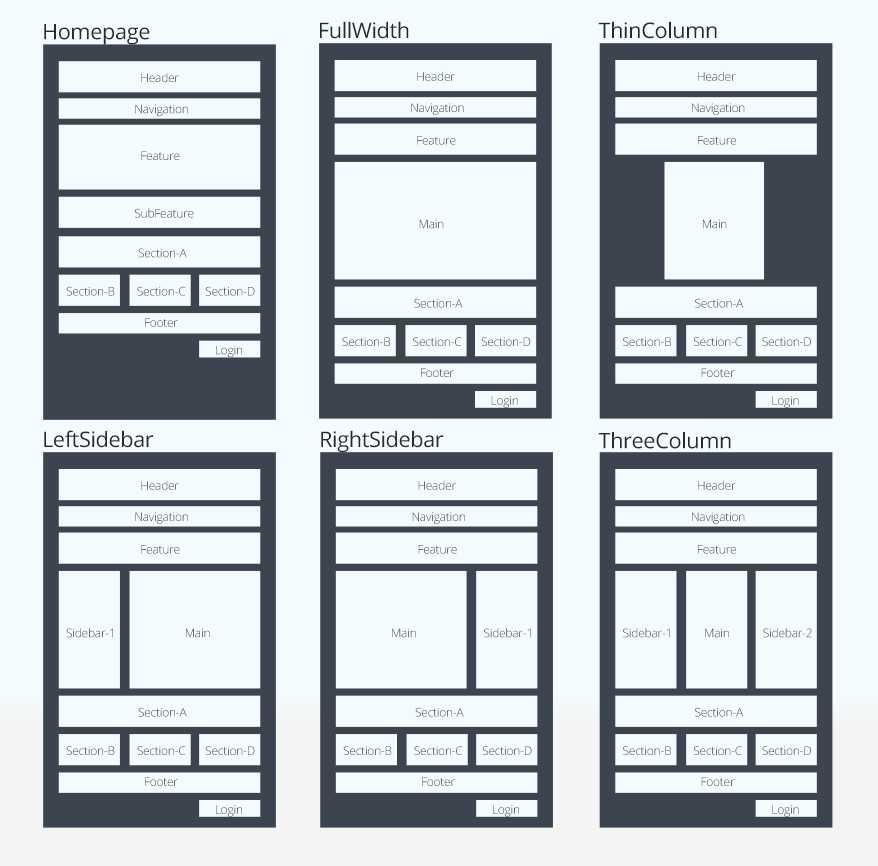 Homepage
Header
Navigation
Feature
SubFeature
Section-A
Section-B Section-C Section-D
Footer
Login
FullWidth
Header
Navigation
Feature
Main
Section-A
Section-B Section-C Section-D
Footer
Login
ThinColumn
Header
Navigation
Feature
Main
Section-A
Section-B Section-C Section-D
Footer
Login
LeftSidebar
Header
Navigation
Feature
Sidebar-1 Main
Section-A
Section-B Section-C Section-D
Footer
Login
RightSidebar
Header
Navigation
Feature
Main Sidebar-1
Section-A
Section-B Section-C Section-D
Footer
Login
ThreeColumn
Header
Navigation
Feature
Sidebar-1 Main Sidebar-2
Section-A
Section-B Section-C Section-D
Footer
Login